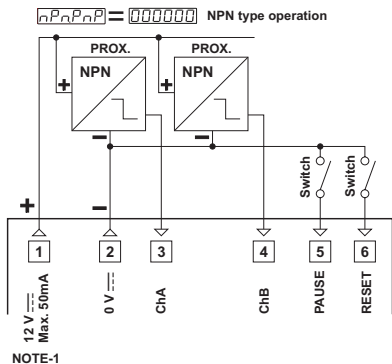 nPnPnP = 000000 NPN type operation
PROX. PROX.
NPN NPN
+ + 
− −
Switch Switch
+ −
1 2 3 4 5 6
12 V Max. 50mA
0 V
ChA
ChB
PAUSE
RESET
NOTE-1